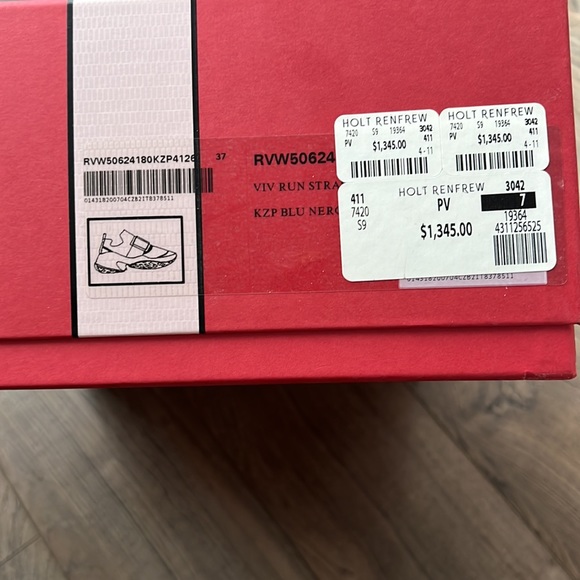 RVW50624180KZP4126 37
014318200704CZB2IT8378511
RVW50624
VIV RUN STRA
KZP BLU NERO
HOLT RENFREW
7420 S9 19364 3042
PV $1,345.00 411
4-11
HOLT RENFREW
7420 S9 19364 3042
PV $1,345.00 411
4-11
411 HOLT RENFREW 3042
7420 PV 7
S9 $1,345.00 19364
4311256525
014318200704CZB2IT8378511